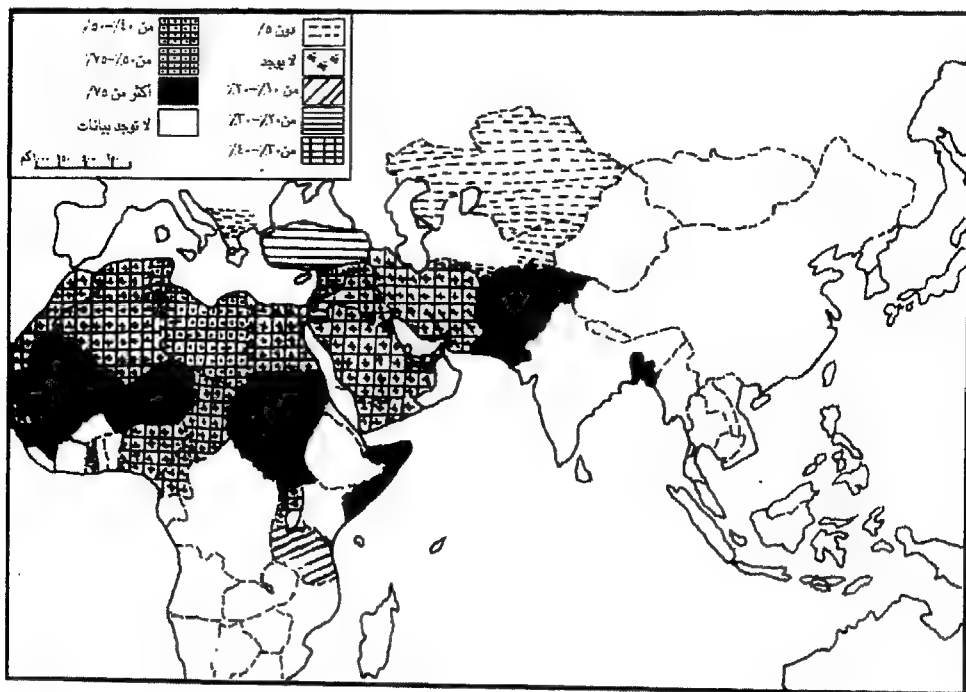 دون ٥٪
لا يوجد
من ١٠٪-٢٠٪
من ٢٠٪-٣٠٪
من ٣٠٪-٤٠٪
من ٤٠٪-٥٠٪
من ٥٠٪-٧٥٪
أكثر من ٧٥٪
لا توجد بيانات
كم